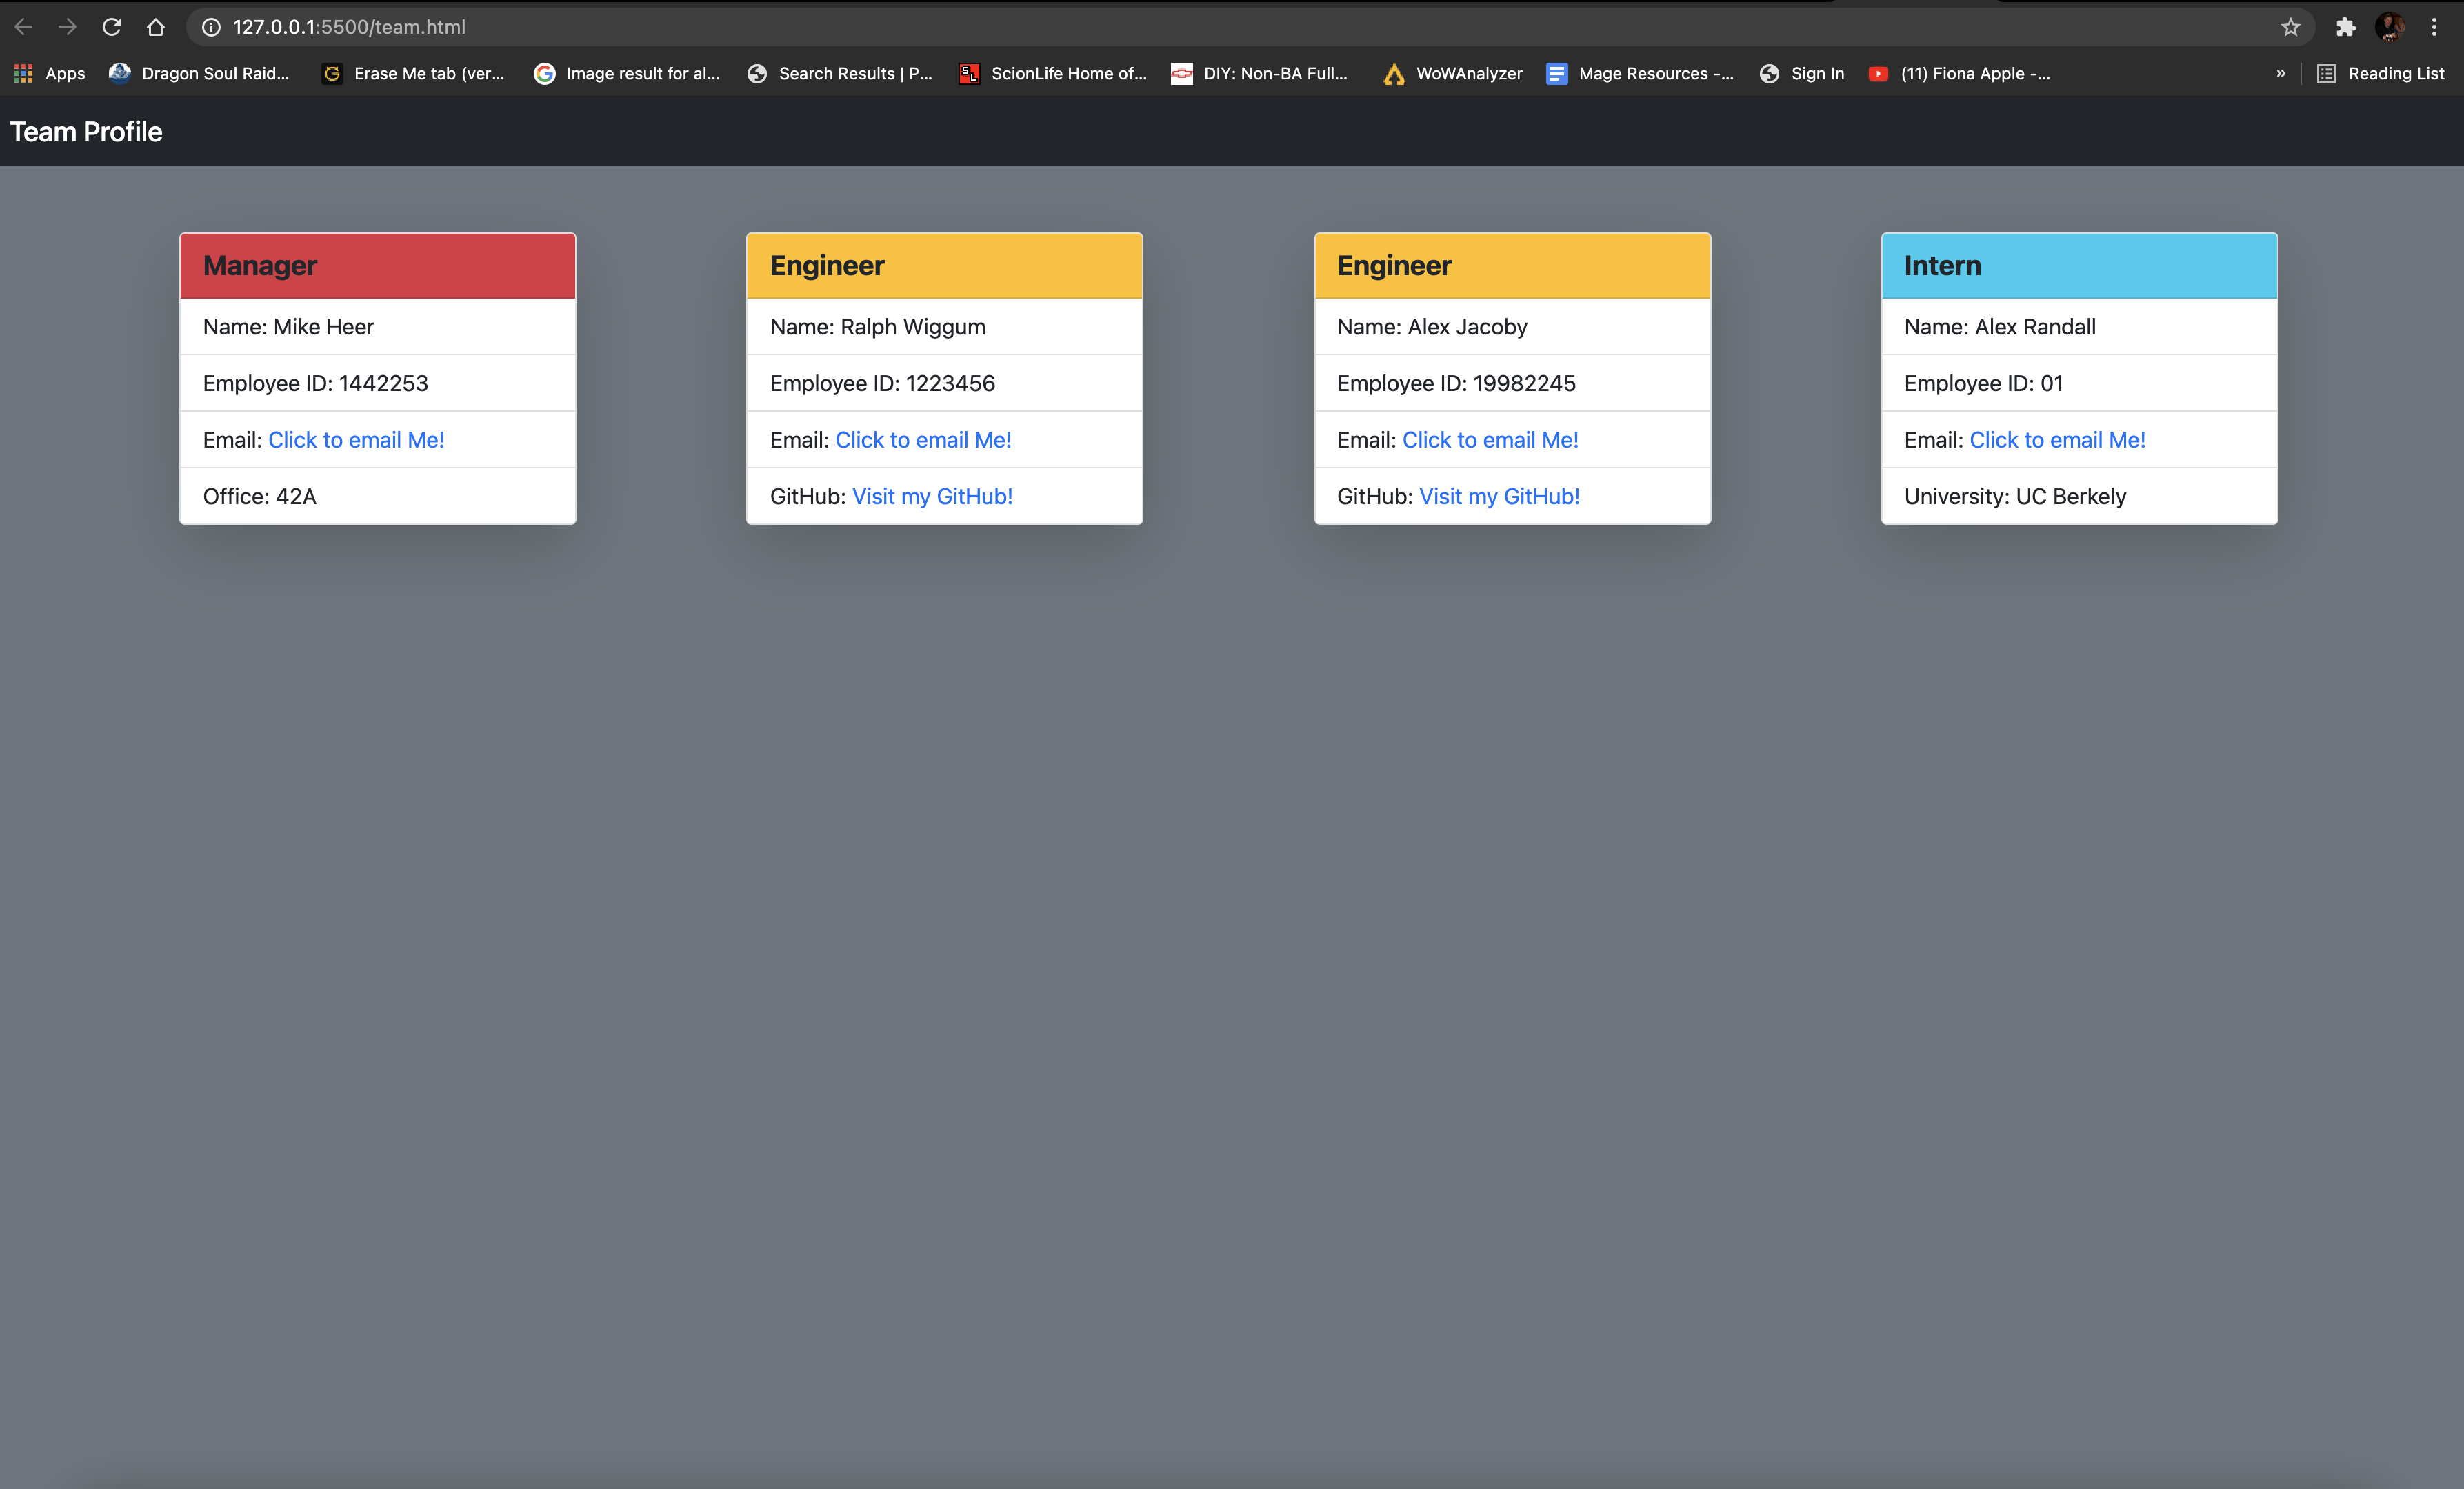 127.0.0.1:5500/team.html
Apps Dragon Soul Raid... Erase Me tab (ver... Image result for al... Search Results | P... SL ScionLife Home of... DIY: Non-BA Full... WoWAnalyzer Mage Resources -... Sign In (11) Fiona Apple -... » Reading List
Team Profile
Manager
Name: Mike Heer
Employee ID: 1442253
Email: Click to email Me!
Office: 42A
Engineer
Name: Ralph Wiggum
Employee ID: 1223456
Email: Click to email Me!
GitHub: Visit my GitHub!
Engineer
Name: Alex Jacoby
Employee ID: 19982245
Email: Click to email Me!
GitHub: Visit my GitHub!
Intern
Name: Alex Randall
Employee ID: 01
Email: Click to email Me!
University: UC Berkely